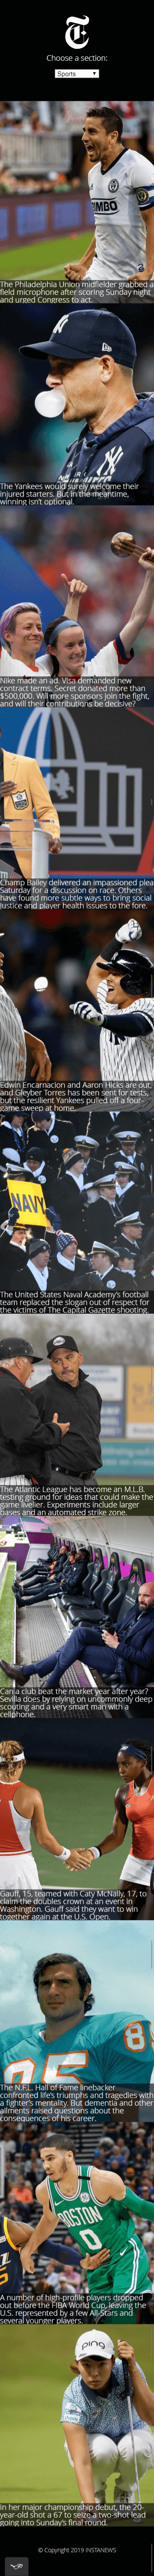 T
Choose a section:
Sports
The Philadelphia Union midfielder grabbed a
field microphone after scoring Sunday night
and urged Congress to act.
The Yankees would surely welcome their
injured starters. But in the meantime,
winning isn't optional.
Nike made an ad. Visa demanded new
contract terms. Secret donated more than
$500,000. Will more sponsors join the fight,
and will their contributions be decisive?
Champ Bailey delivered an impassioned plea
Saturday for a discussion on race. Others
have found more subtle ways to bring social
justice and player health issues to the fore.
Edwin Encarnacion and Aaron Hicks are out,
and Gleyber Torres has been sent for tests,
but the resilient Yankees pulled off a four-
game sweep at home.
NAVY
The United States Naval Academy's football
team replaced the slogan out of respect for
the victims of The Capital Gazette shooting.
The Atlantic League has become an M.L.B.
testing ground for ideas that could make the
game livelier. Experiments include larger
bases and an automated strike zone.
Can a club beat the market year after year?
Sevilla does by relying on uncommonly deep
scouting and a very smart man with a
cellphone.
Gauff, 15, teamed with Caty McNally, 17, to
claim the doubles crown at an event in
Washington. Gauff said they want to win
together again at the U.S. Open.
The N.F.L. Hall of Fame linebacker
confronted life's triumphs and tragedies with
a fighter's mentality. But dementia and other
ailments raised questions about the
consequences of his career.
BOSTON
0
A number of high-profile players dropped
out before the FIBA World Cup, leaving the
U.S. represented by a few All-Stars and
several younger players.
ping
In her major championship debut, the 20-
year-old shot a 67 to seize a two-shot lead
going into Sunday's final round.
© Copyright 2019 INSTANEWS